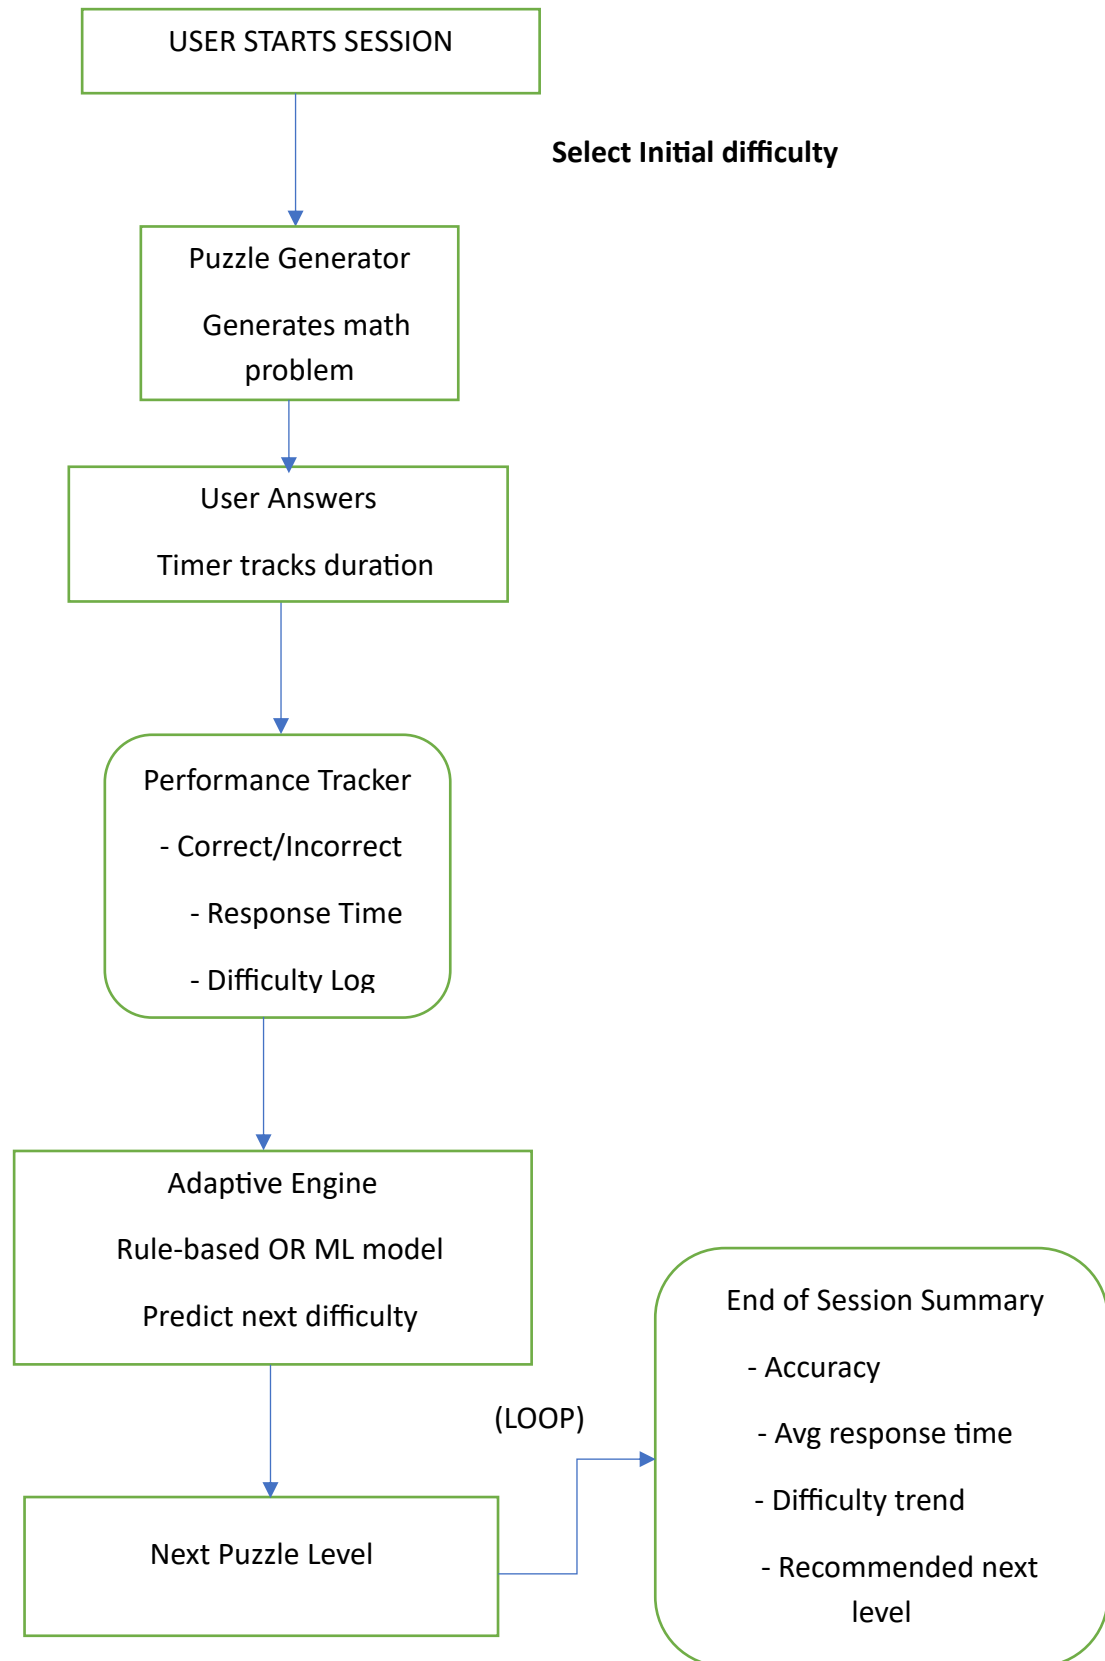 USER STARTS SESSION
Select Initial difficulty
Puzzle Generator
Generates math
problem
User Answers
Timer tracks duration
Performance Tracker
- Correct/Incorrect
- Response Time
- Difficulty Log
Adaptive Engine
Rule-based OR ML model
Predict next difficulty
(LOOP)
Next Puzzle Level
End of Session Summary
- Accuracy
- Avg response time
- Difficulty trend
- Recommended next
level